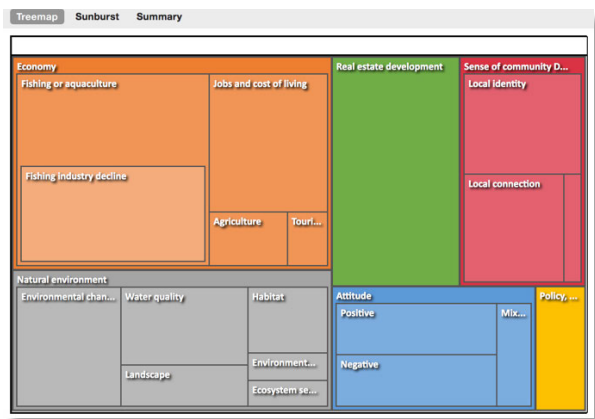 Treemap Sunburst Summary
Economy
Fishing or aquaculture
Fishing industry decline
Jobs and cost of living
Agriculture
Touri...
Real estate development
Sense of community D...
Local identity
Local connection
Natural environment
Environmental chan...
Water quality
Landscape
Habitat
Environment...
Ecosystem se...
Attitude
Positive
Negative
Mix...
Policy, ...